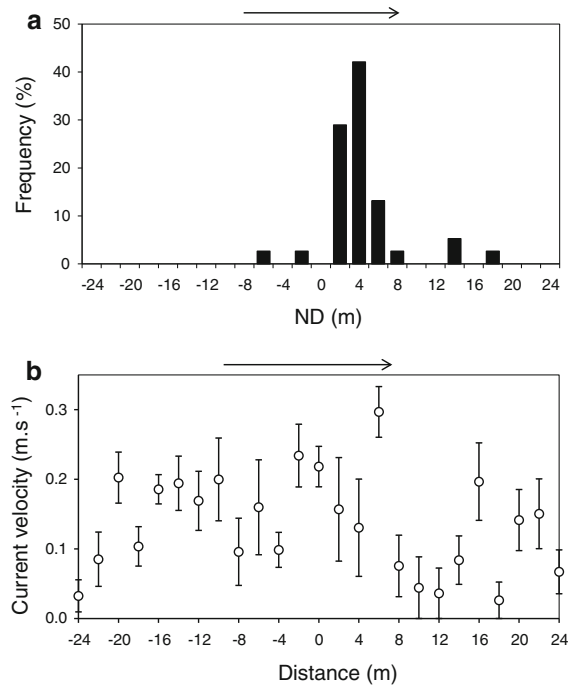 a
50
40
30
20
10
0
Frequency (%)
-24 -20 -16 -12 -8 -4 0 4 8 12 16 20 24
ND (m)
b
0.3
0.2
0.1
0.0
Current velocity (m.s-1)
-24 -20 -16 -12 -8 -4 0 4 8 12 16 20 24
Distance (m)